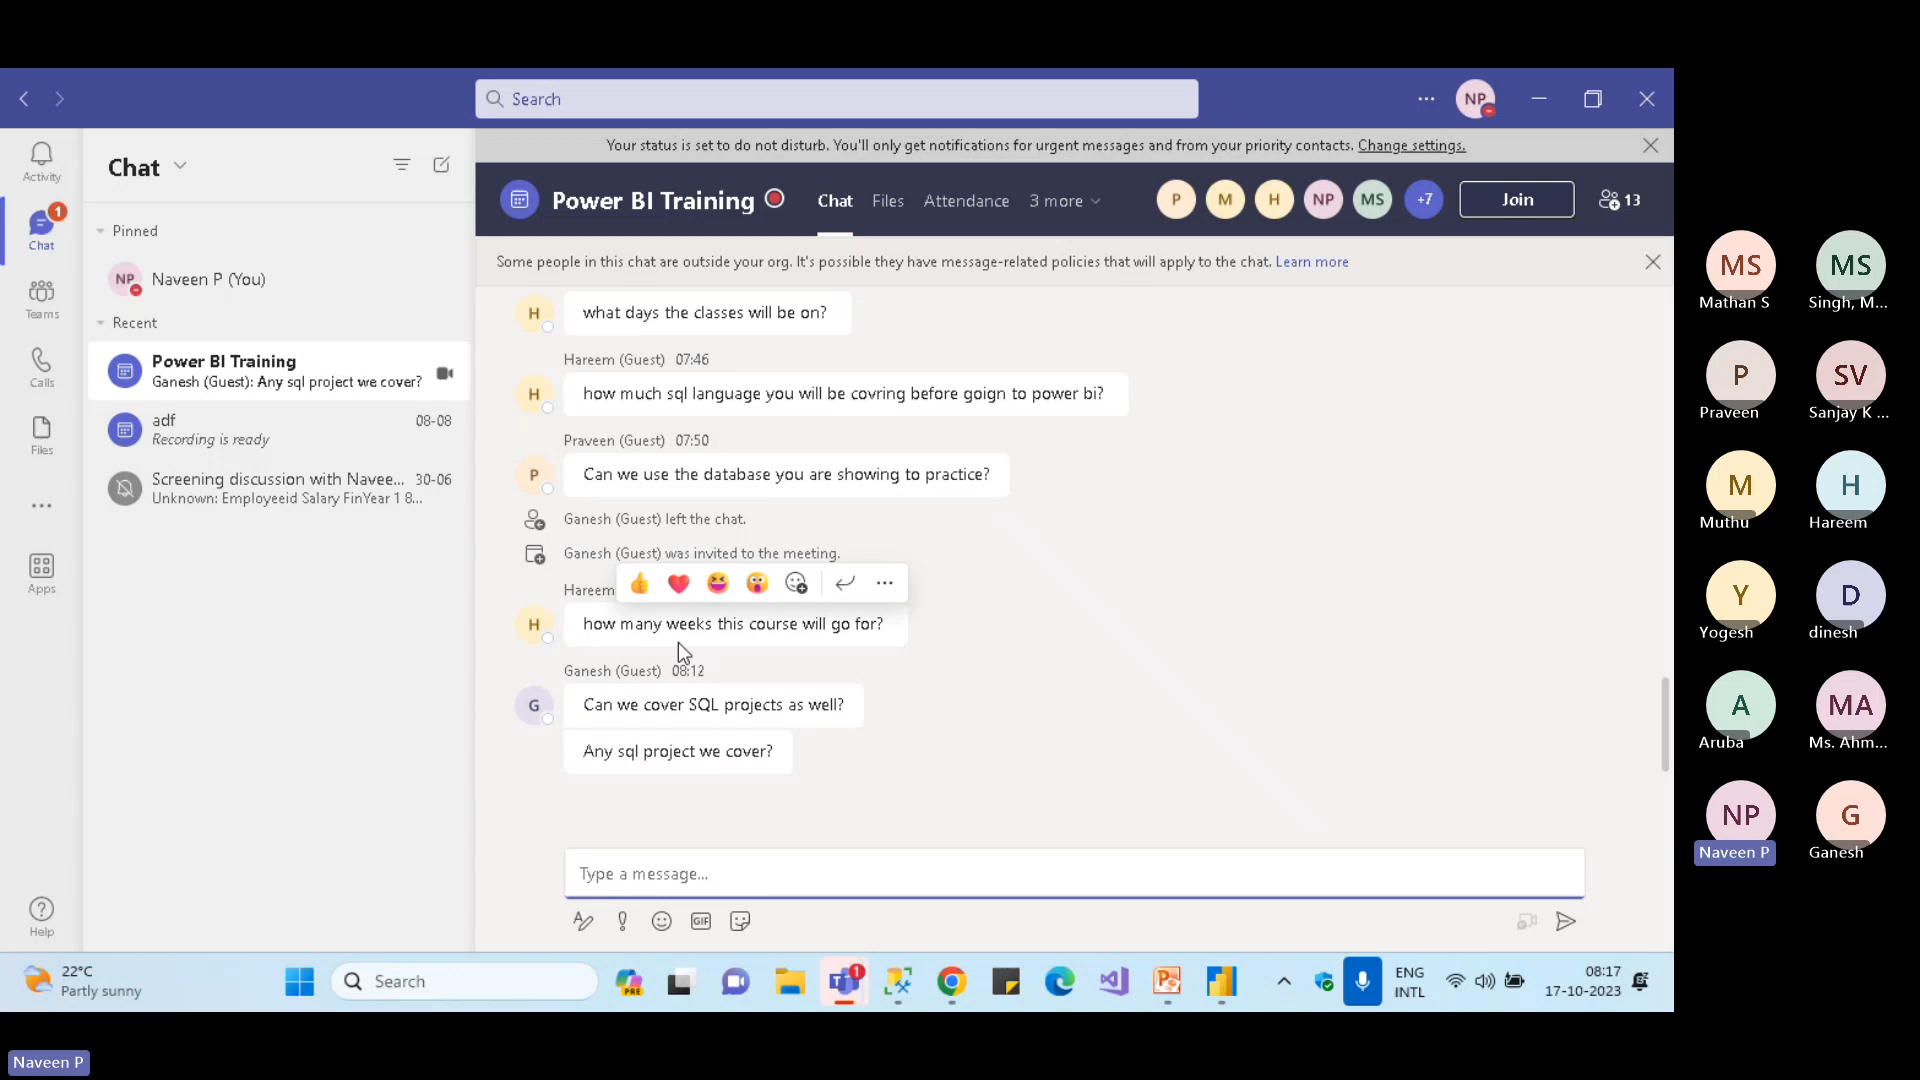 Search
NP
Your status is set to do not disturb. You'll only get notifications for urgent messages and from your priority contacts. Change settings.
Activity
1
Chat
Teams
Calls
Files
Apps
Help
Chat
Pinned
NP
Naveen P (You)
Recent
Power BI Training
Ganesh (Guest): Any sql project we cover?
adf
08-08
Recording is ready
Screening discussion with Navee...
30-06
Unknown: Employeeid Salary FinYear 1 8...
Power BI Training
Chat
Files
Attendance
3 more
P
M
H
NP
MS
+7
Join
13
Some people in this chat are outside your org. It's possible they have message-related policies that will apply to the chat. Learn more
H
what days the classes will be on?
Hareem (Guest) 07:46
H
how much sql language you will be covring before goign to power bi?
Praveen (Guest) 07:50
P
Can we use the database you are showing to practice?
Ganesh (Guest) left the chat.
Ganesh (Guest) was invited to the meeting.
Hareem
H
how many weeks this course will go for?
Ganesh (Guest) 08:12
G
Can we cover SQL projects as well?
Any sql project we cover?
Type a message...
GIF
22°C
Partly sunny
Search
PRE
1
ENG
INTL
08:17
17-10-2023
MS
Mathan S
MS
Singh, M...
P
Praveen
SV
Sanjay K ...
M
Muthu
H
Hareem
Y
Yogesh
D
dinesh
A
Aruba
MA
Ms. Ahm...
NP
Naveen P
G
Ganesh
Naveen P